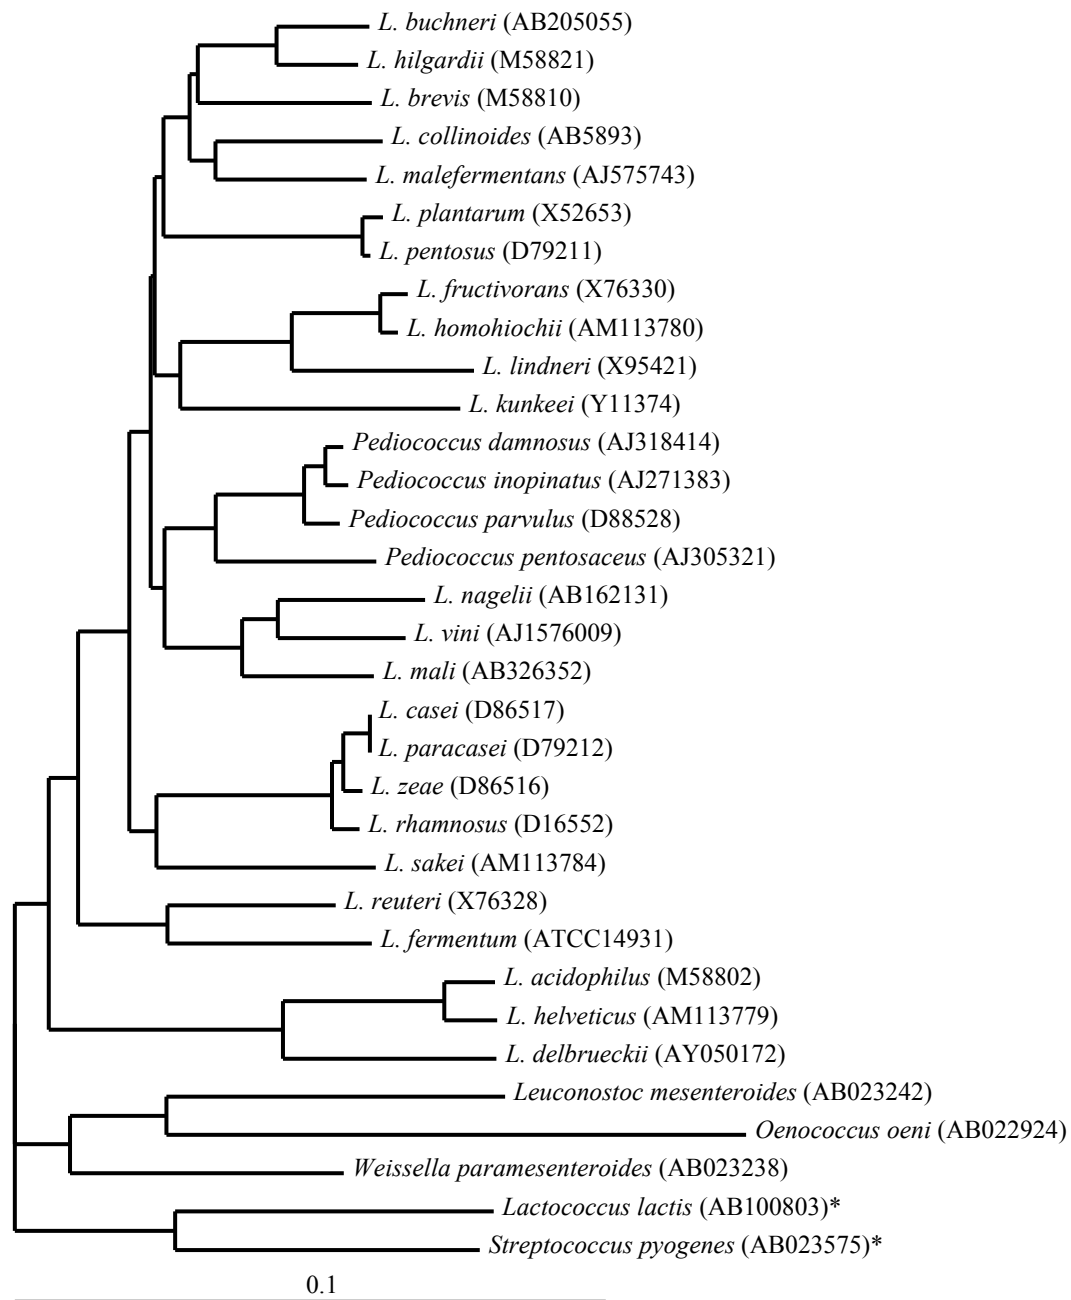 L. buchneri (AB205055)
L. hilgardii (M58821)
L. brevis (M58810)
L. collinoides (AB5893)
L. malefermentans (AJ575743)
L. plantarum (X52653)
L. pentosus (D79211)
L. fructivorans (X76330)
L. homohiochii (AM113780)
L. lindneri (X95421)
L. kunkeei (Y11374)
Pediococcus damnosus (AJ318414)
Pediococcus inopinatus (AJ271383)
Pediococcus parvulus (D88528)
Pediococcus pentosaceus (AJ305321)
L. nagelii (AB162131)
L. vini (AJ1576009)
L. mali (AB326352)
L. casei (D86517)
L. paracasei (D79212)
L. zeae (D86516)
L. rhamnosus (D16552)
L. sakei (AM113784)
L. reuteri (X76328)
L. fermentum (ATCC14931)
L. acidophilus (M58802)
L. helveticus (AM113779)
L. delbrueckii (AY050172)
Leuconostoc mesenteroides (AB023242)
Oenococcus oeni (AB022924)
Weissella paramesenteroides (AB023238)
Lactococcus lactis (AB100803)*
Streptococcus pyogenes (AB023575)*
0.1